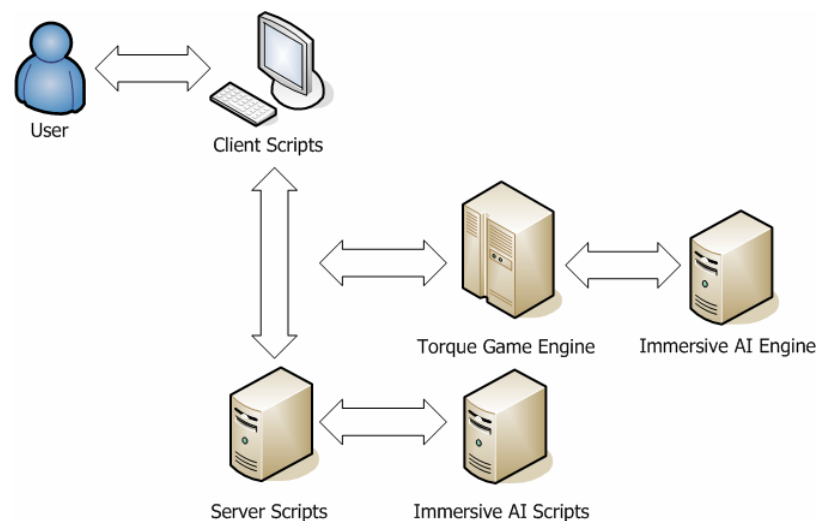 User
Client Scripts
Torque Game Engine
Immersive AI Engine
Server Scripts
Immersive AI Scripts